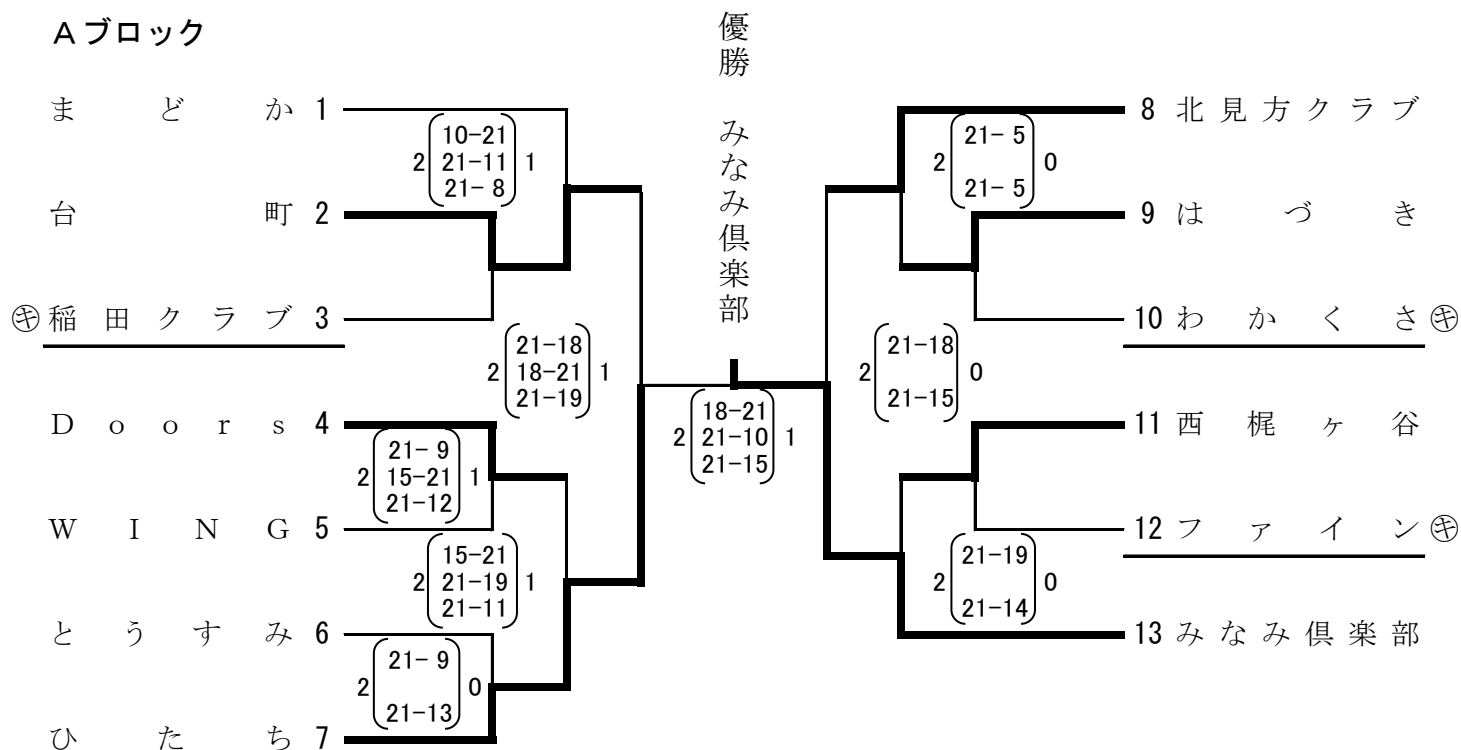 Aブロック
優勝 みなみ倶楽部
まどか 1
台町 2
㋖稲田クラブ 3
Doors 4
WING 5
とうすみ 6
ひたち 7
2 10-21 1
21-11
21- 8
21-18
2 18-21 1
21-19
21- 9
2 15-21 1
21-12
15-21
2 21-19 1
21-11
21- 9
2 0
21-13
18-21
2 21-10 1
21-15
8 北見方クラブ
9 はづき
10 わかくさ㋖
11 西梶ヶ谷
12 ファイン㋖
13 みなみ倶楽部
21- 5
2 0
21- 5
21-18
2 0
21-15
21-19
2 0
21-14